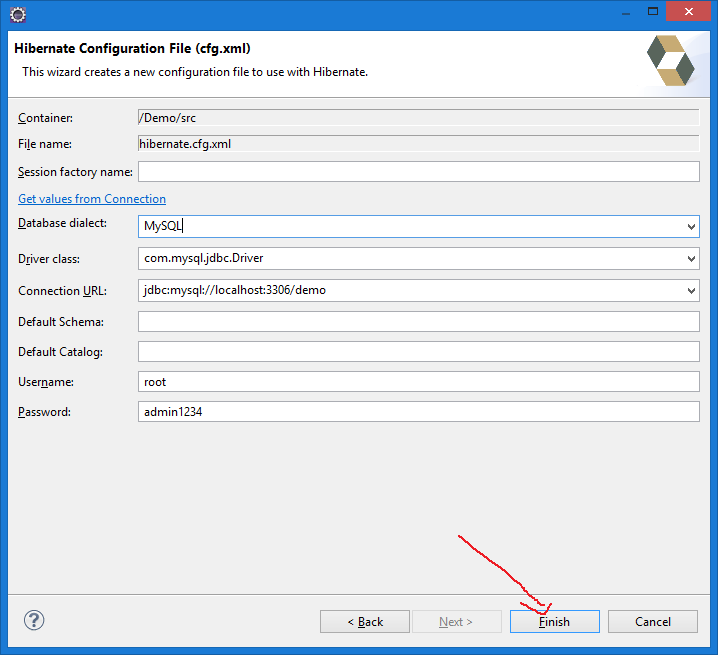 Hibernate Configuration File (cfg.xml)
This wizard creates a new configuration file to use with Hibernate.
Container: /Demo/src
File name: hibernate.cfg.xml
Session factory name:
Get values from Connection
Database dialect: MySQL
Driver class: com.mysql.jdbc.Driver
Connection URL: jdbc:mysql://localhost:3306/demo
Default Schema:
Default Catalog:
Username: root
Password: admin1234
? < Back Next > Finish Cancel